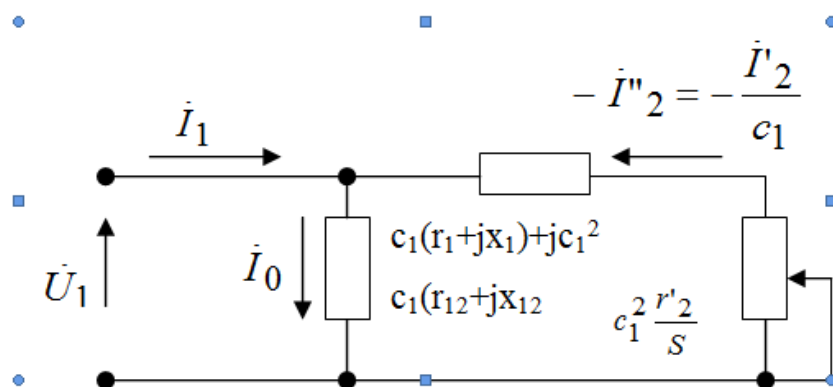 − İ"₂ = − İ'₂/c₁
İ₁
c₁(r₁+jx₁)+jc₁²
İ₀
U̇₁
c₁(r₁₂+jx₁₂
c₁² r'₂/S